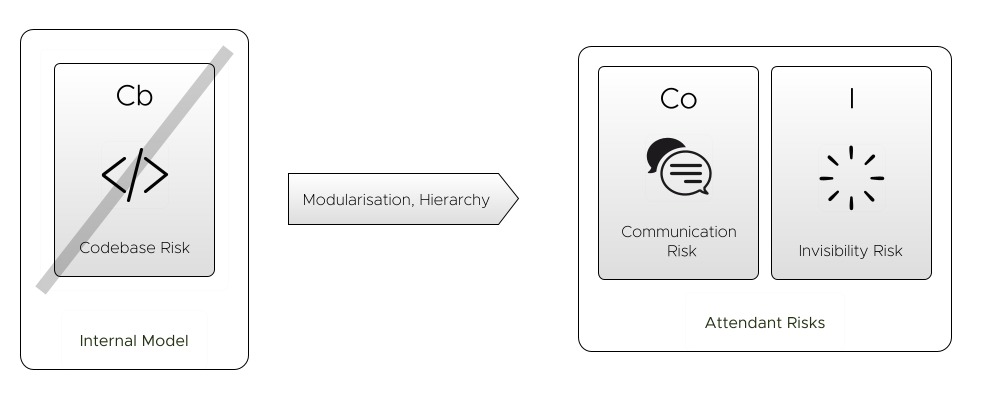 Cb
</>
Codebase Risk
Internal Model
Modularisation, Hierarchy
Co
Communication
Risk
I
Invisibility Risk
Attendant Risks